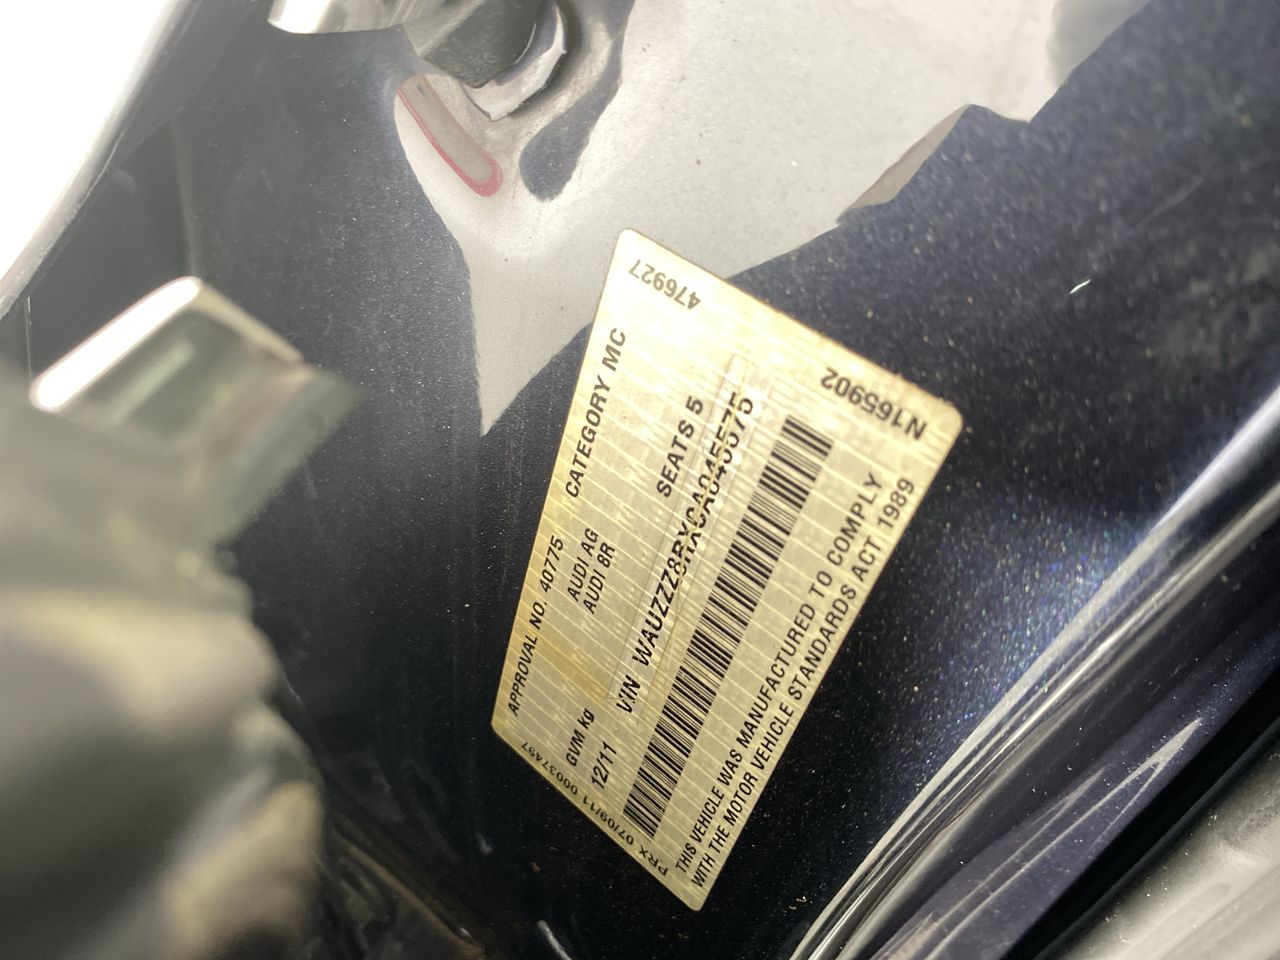 476927
N165902
APPROVAL NO. 40775 CATEGORY MC
AUDI AG
AUDI 8R SEATS 5
GVM kg
12/11 VIN WAUZZZ8RXCA045575
THIS VEHICLE WAS MANUFACTURED TO COMPLY
WITH THE MOTOR VEHICLE STANDARDS ACT 1989
PRX 07/09/11 00037497